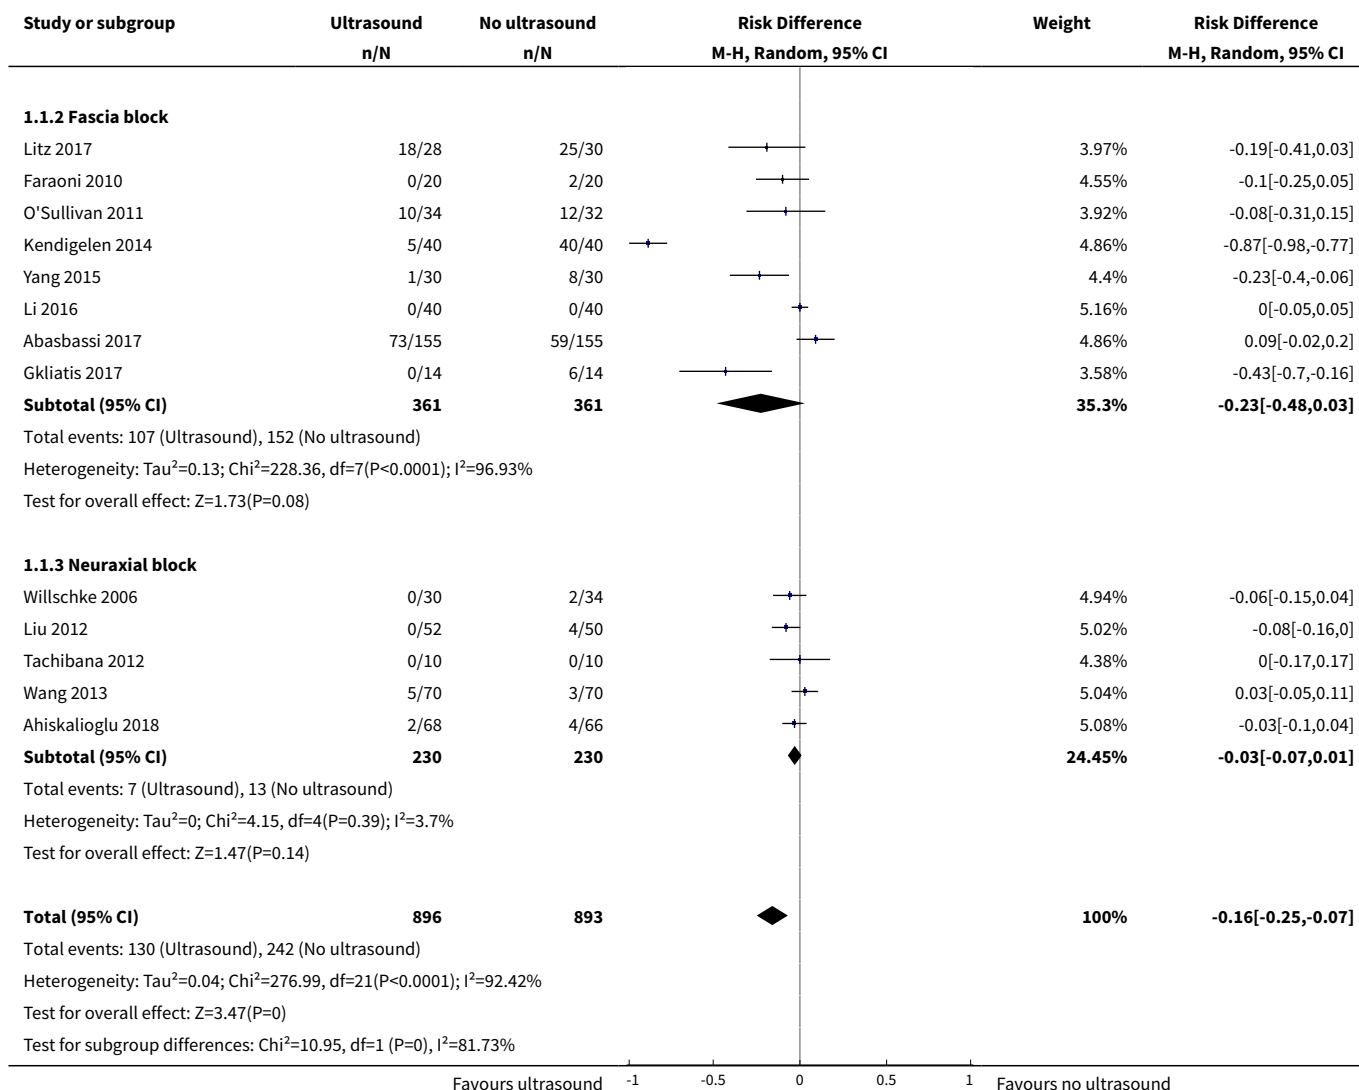 Study or subgroup Ultrasound No ultrasound Risk Difference Weight Risk Difference
n/N n/N M-H, Random, 95% CI M-H, Random, 95% CI
1.1.2 Fascia block
Litz 2017 18/28 25/30 3.97% -0.19[-0.41,0.03]
Faraoni 2010 0/20 2/20 4.55% -0.1[-0.25,0.05]
O'Sullivan 2011 10/34 12/32 3.92% -0.08[-0.31,0.15]
Kendigelen 2014 5/40 40/40 4.86% -0.87[-0.98,-0.77]
Yang 2015 1/30 8/30 4.4% -0.23[-0.4,-0.06]
Li 2016 0/40 0/40 5.16% 0[-0.05,0.05]
Abasbassi 2017 73/155 59/155 4.86% 0.09[-0.02,0.2]
Gkliatis 2017 0/14 6/14 3.58% -0.43[-0.7,-0.16]
Subtotal (95% CI) 361 361 35.3% -0.23[-0.48,0.03]
Total events: 107 (Ultrasound), 152 (No ultrasound)
Heterogeneity: Tau²=0.13; Chi²=228.36, df=7(P<0.0001); I²=96.93%
Test for overall effect: Z=1.73(P=0.08)
1.1.3 Neuraxial block
Willschke 2006 0/30 2/34 4.94% -0.06[-0.15,0.04]
Liu 2012 0/52 4/50 5.02% -0.08[-0.16,0]
Tachibana 2012 0/10 0/10 4.38% 0[-0.17,0.17]
Wang 2013 5/70 3/70 5.04% 0.03[-0.05,0.11]
Ahiskalioglu 2018 2/68 4/66 5.08% -0.03[-0.1,0.04]
Subtotal (95% CI) 230 230 24.45% -0.03[-0.07,0.01]
Total events: 7 (Ultrasound), 13 (No ultrasound)
Heterogeneity: Tau²=0; Chi²=4.15, df=4(P=0.39); I²=3.7%
Test for overall effect: Z=1.47(P=0.14)
Total (95% CI) 896 893 100% -0.16[-0.25,-0.07]
Total events: 130 (Ultrasound), 242 (No ultrasound)
Heterogeneity: Tau²=0.04; Chi²=276.99, df=21(P<0.0001); I²=92.42%
Test for overall effect: Z=3.47(P=0)
Test for subgroup differences: Chi²=10.95, df=1 (P=0), I²=81.73%
Favours ultrasound -1 -0.5 0 0.5 1 Favours no ultrasound